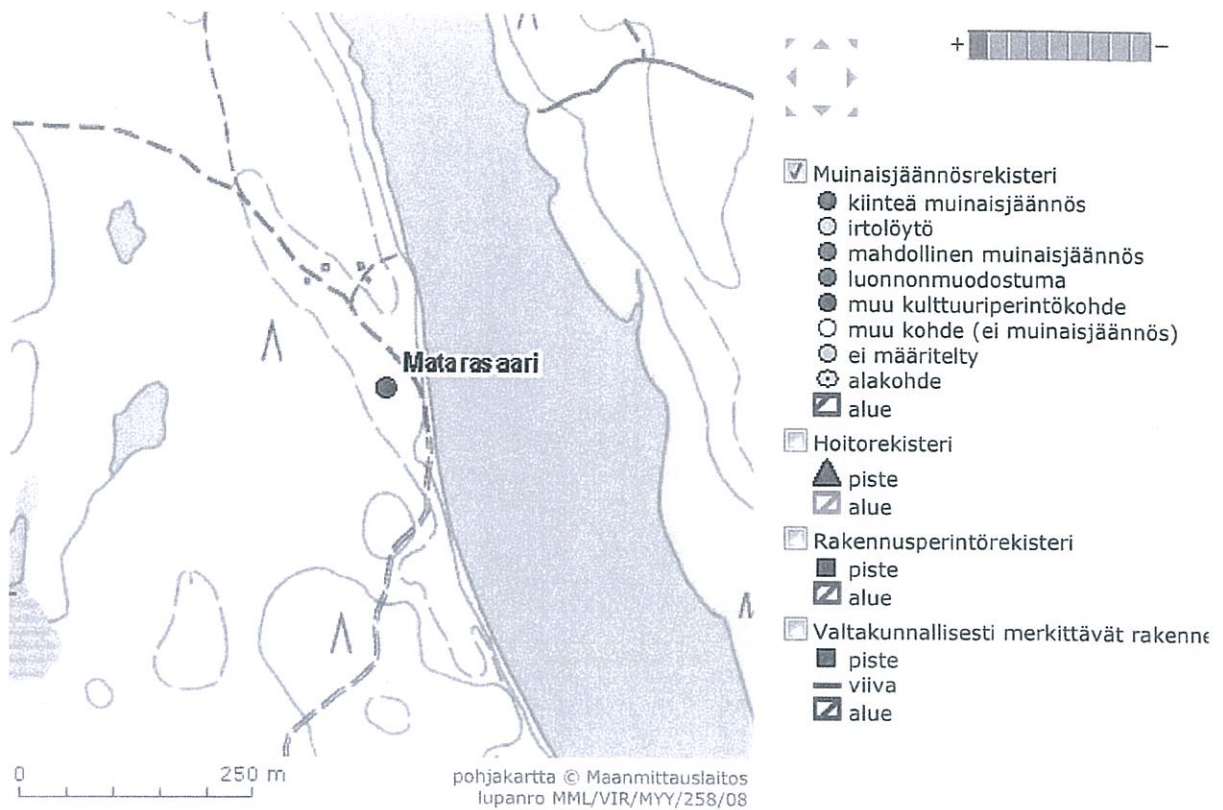 + −
Matarasaari
0 250 m
pohjakartta © Maanmittauslaitos
lupanro MML/VIR/MYY/258/08
Muinaisjäännösrekisteri
kiinteä muinaisjäännös
irtolöytö
mahdollinen muinaisjäännös
luonnonmuodostuma
muu kulttuuriperintökohde
muu kohde (ei muinaisjäännös)
ei määritelty
alakohde
alue
Hoitorekisteri
piste
alue
Rakennusperintörekisteri
piste
alue
Valtakunnallisesti merkittävät rakenne
piste
viiva
alue